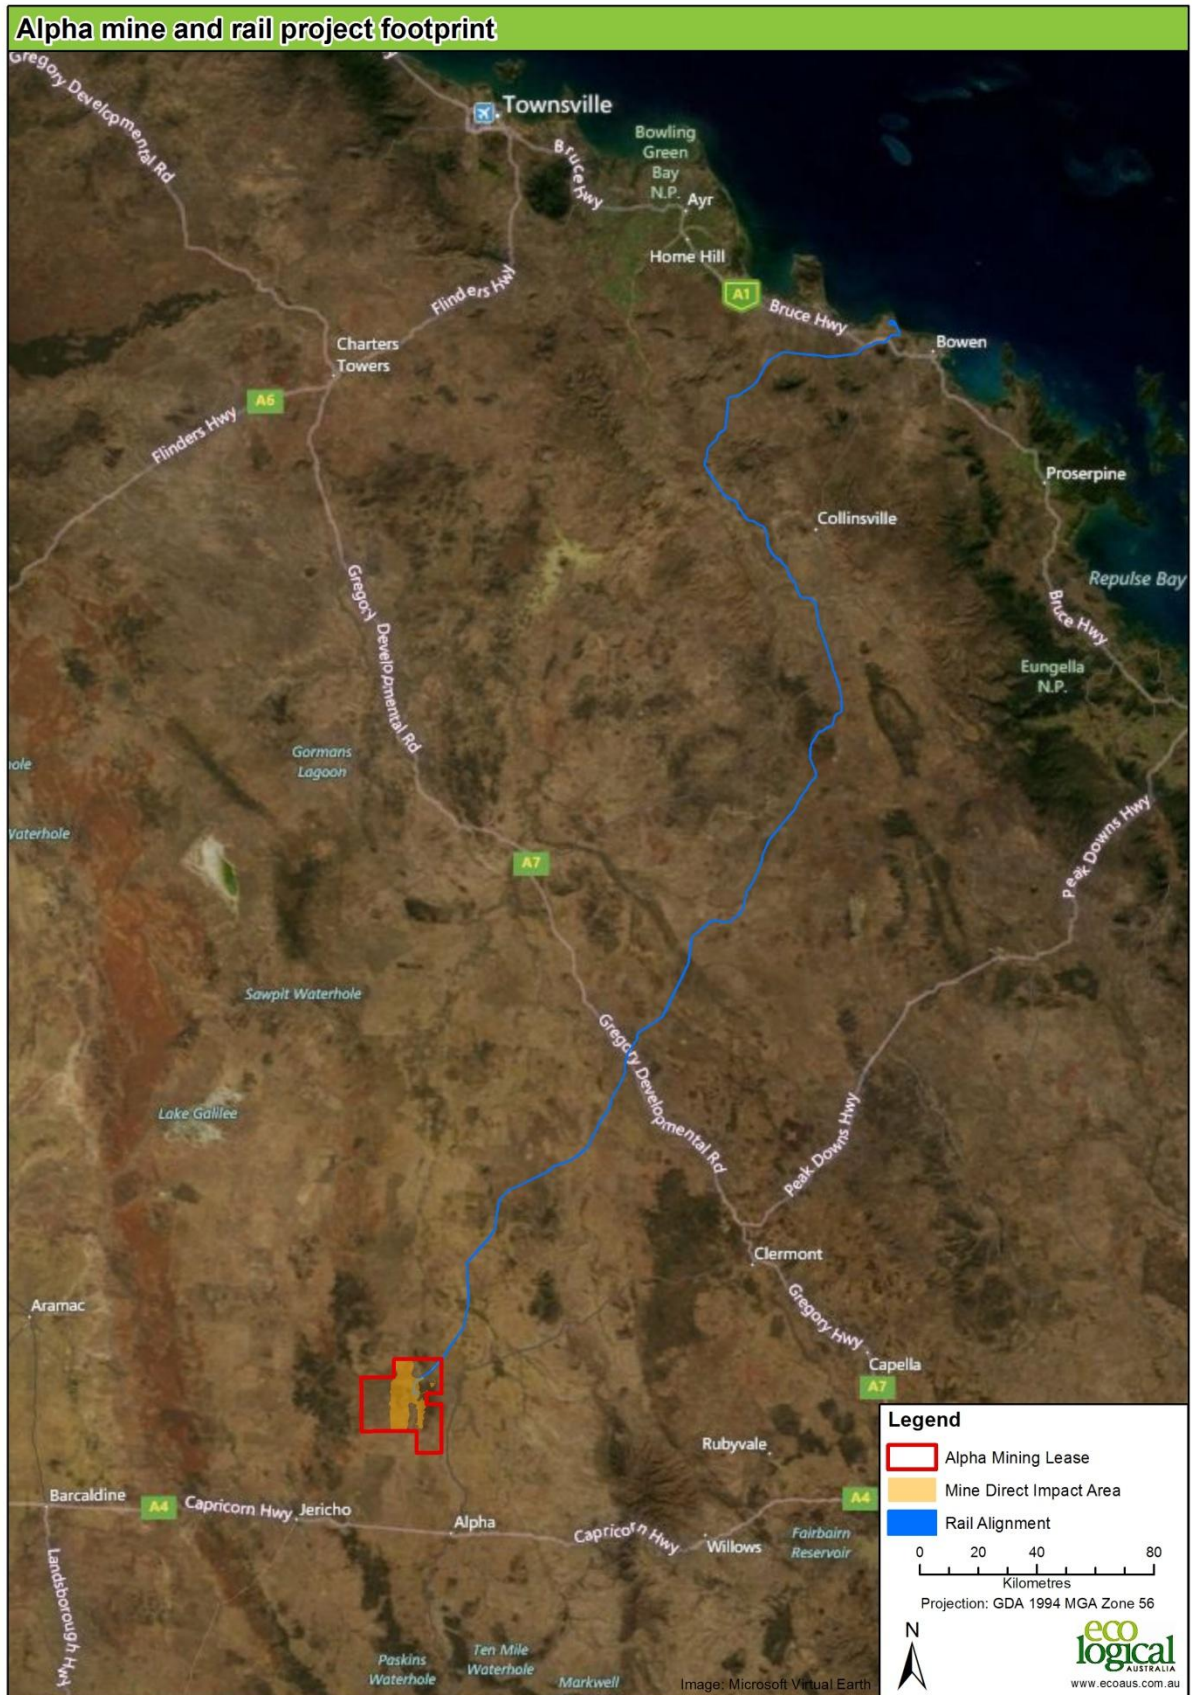 Alpha mine and rail project footprint
Gregory Developmental Rd
Townsville
Bruce Hwy
Bowling
Green
Bay
N.P.
Ayr
Home Hill
A1
Bruce Hwy
Flinders Hwy
Charters
Towers
Bowen
A6
Flinders Hwy
Proserpine
Collinsville
Repulse Bay
Bruce Hwy
Gregory Developmental Rd
Eungella
N.P.
Gormans
Lagoon
ole
Waterhole
Peak Downs Hwy
A7
Sawpit Waterhole
Gregory Developmental Rd
Lake Galilee
Peak Downs Hwy
Clermont
Aramac
Gregory Hwy
Capella
A7
Rubyvale
Barcaldine
A4
Capricorn Hwy
Jericho
Alpha
Capricorn Hwy
Willows
A4
Fairbairn
Reservoir
Landsborough Hwy
Paskins
Waterhole
Ten Mile
Waterhole
Markwell
Image: Microsoft Virtual Earth
Legend
Alpha Mining Lease
Mine Direct Impact Area
Rail Alignment
0 20 40 80
Kilometres
Projection: GDA 1994 MGA Zone 56
N
eco
logical
AUSTRALIA
www.ecoaus.com.au